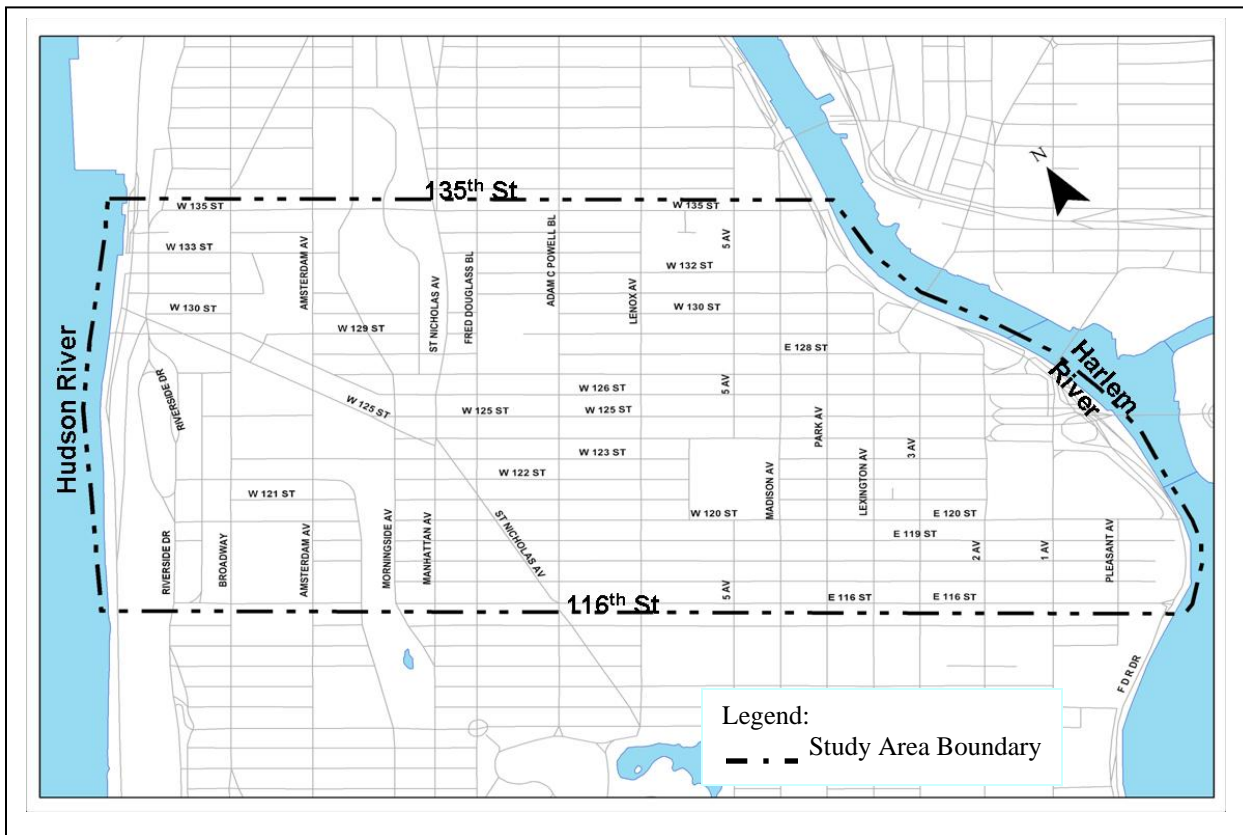 N
135th St
W 135 ST
W 135 ST
W 133 ST
5 AV
W 132 ST
AMSTERDAM AV
ST NICHOLAS AV
FRED DOUGLASS BL
ADAM C POWELL BL
LENOX AV
W 130 ST
W 130 ST
W 129 ST
E 128 ST
Hudson River
Harlem
River
RIVERSIDE DR
W 125 ST
W 126 ST
5 AV
W 125 ST
W 125 ST
PARK AV
W 123 ST
3 AV
W 122 ST
LEXINGTON AV
MADISON AV
W 121 ST
W 120 ST
E 120 ST
E 119 ST
ST NICHOLAS AV
RIVERSIDE DR
BROADWAY
AMSTERDAM AV
MORNINGSIDE AV
MANHATTAN AV
2 AV
1 AV
PLEASANT AV
116th St
5 AV
E 116 ST
E 116 ST
F D R DR
Legend:
Study Area Boundary